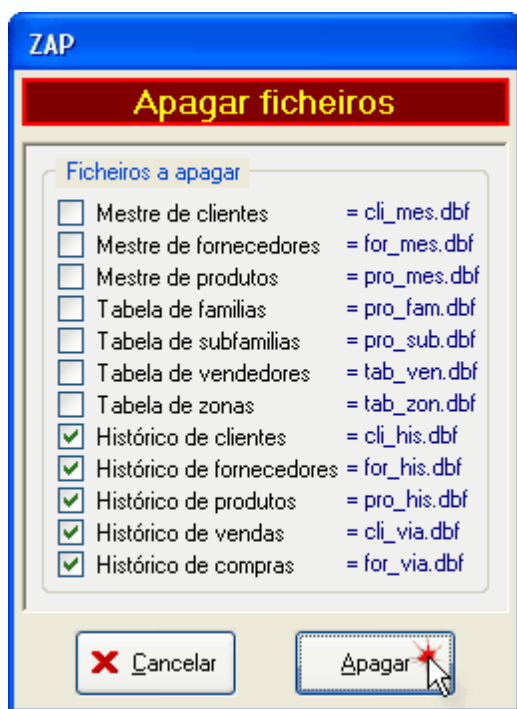 ZAP
Apagar ficheiros
Ficheiros a apagar
Mestre de clientes = cli_mes.dbf
Mestre de fornecedores = for_mes.dbf
Mestre de produtos = pro_mes.dbf
Tabela de familias = pro_fam.dbf
Tabela de subfamilias = pro_sub.dbf
Tabela de vendedores = tab_ven.dbf
Tabela de zonas = tab_zon.dbf
Histórico de clientes = cli_his.dbf
Histórico de fornecedores = for_his.dbf
Histórico de produtos = pro_his.dbf
Histórico de vendas = cli_via.dbf
Histórico de compras = for_via.dbf
Cancelar Apagar